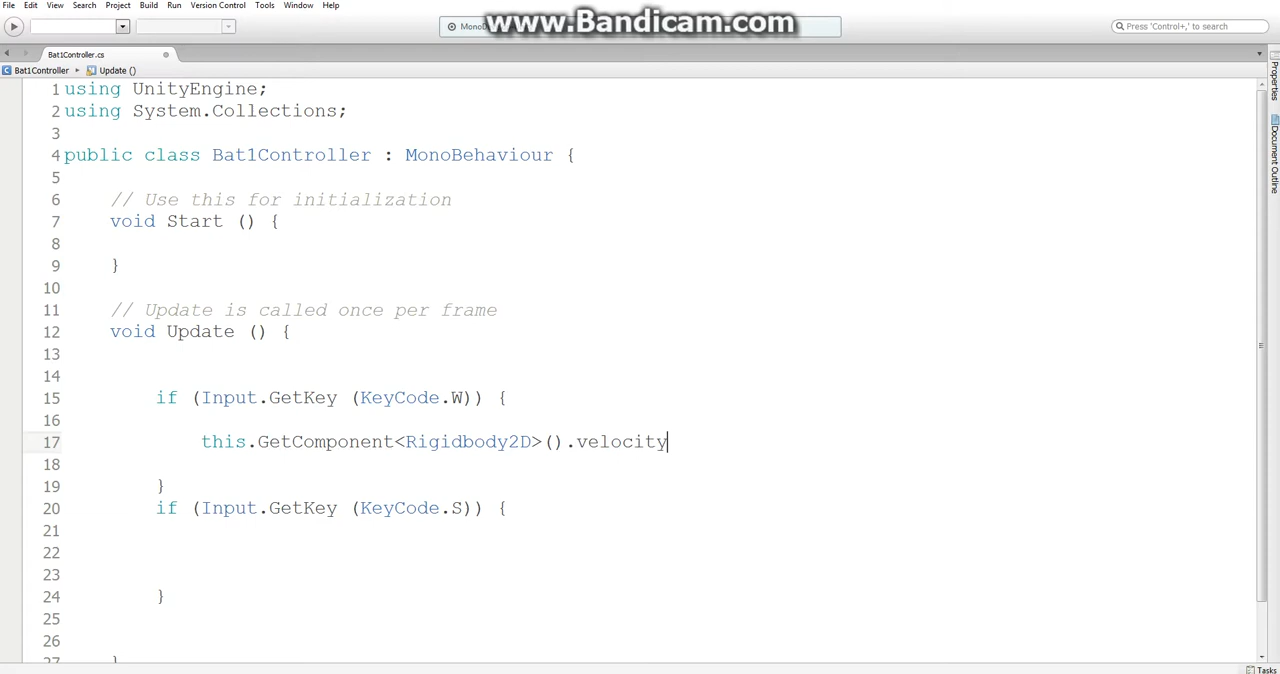 File Edit View Search Project Build Run Version Control Tools Window Help
www.Bandicam.com
Press 'Control+,' to search
Bat1Controller.cs
Bat1Controller ▸ Update ()
1 using UnityEngine;
2 using System.Collections;
3
4 public class Bat1Controller : MonoBehaviour {
5
6 // Use this for initialization
7 void Start () {
8
9 }
10
11 // Update is called once per frame
12 void Update () {
13
14
15 if (Input.GetKey (KeyCode.W)) {
16
17 this.GetComponent<Rigidbody2D>().velocity
18
19 }
20 if (Input.GetKey (KeyCode.S)) {
21
22
23
24 }
25
26
27 }
Properties
Document Outline
Tasks